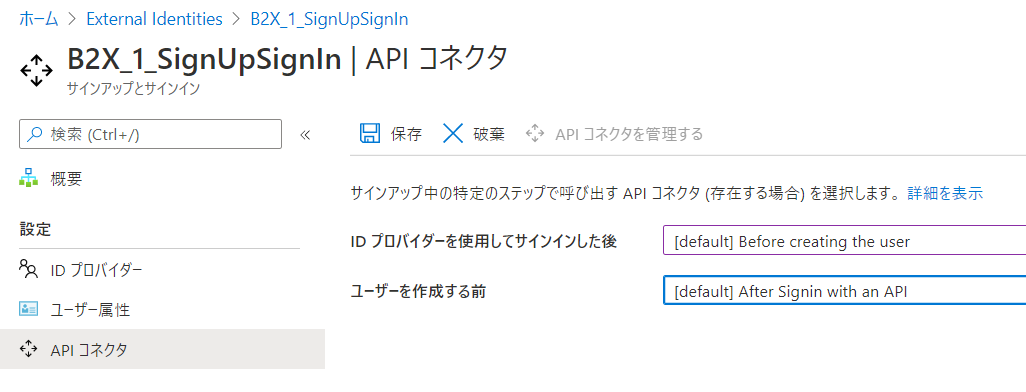 ホーム > External Identities > B2X_1_SignUpSignIn
B2X_1_SignUpSignIn | API コネクタ
サインアップとサインイン
検索 (Ctrl+/)
«
保存
破棄
API コネクタを管理する
概要
設定
ID プロバイダー
ユーザー属性
API コネクタ
サインアップ中の特定のステップで呼び出す API コネクタ (存在する場合) を選択します。 詳細を表示
ID プロバイダーを使用してサインインした後
[default] Before creating the user
ユーザーを作成する前
[default] After Signin with an API